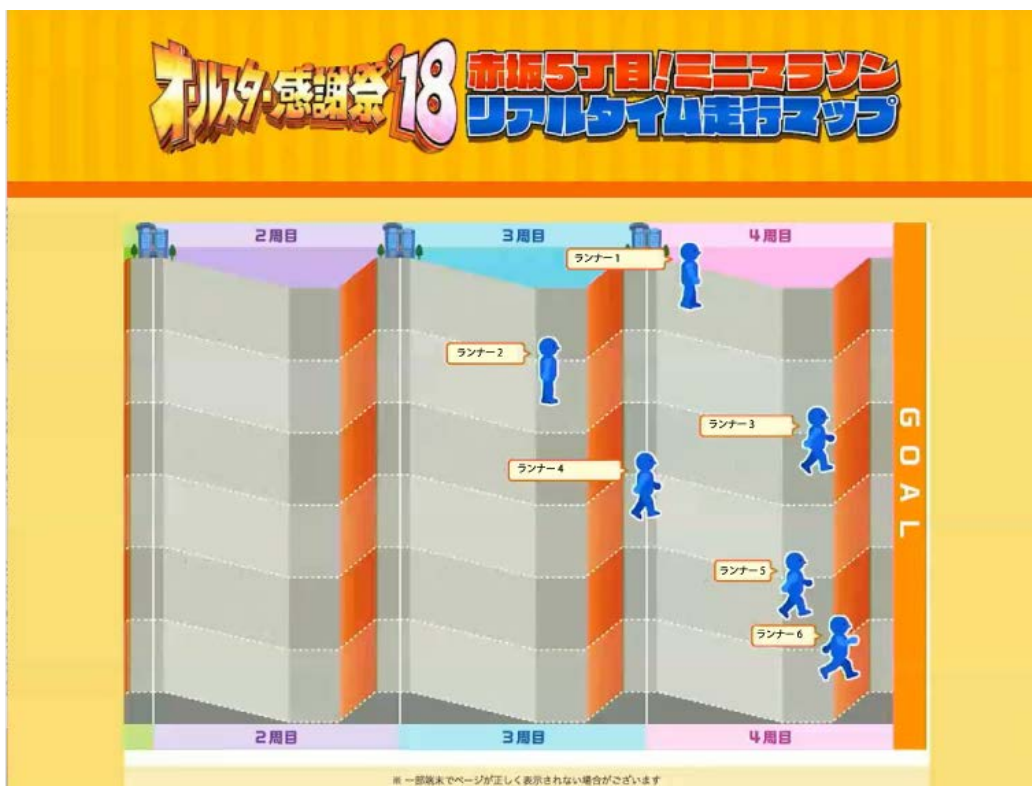 オールスター感謝祭'18
赤坂5丁目!ミニマラソン
リアルタイム走行マップ
2周目
3周目
4周目
ランナー1
ランナー2
ランナー3
ランナー4
ランナー5
ランナー6
GOAL
2周目
3周目
4周目
※ 一部端末でページが正しく表示されない場合がございます